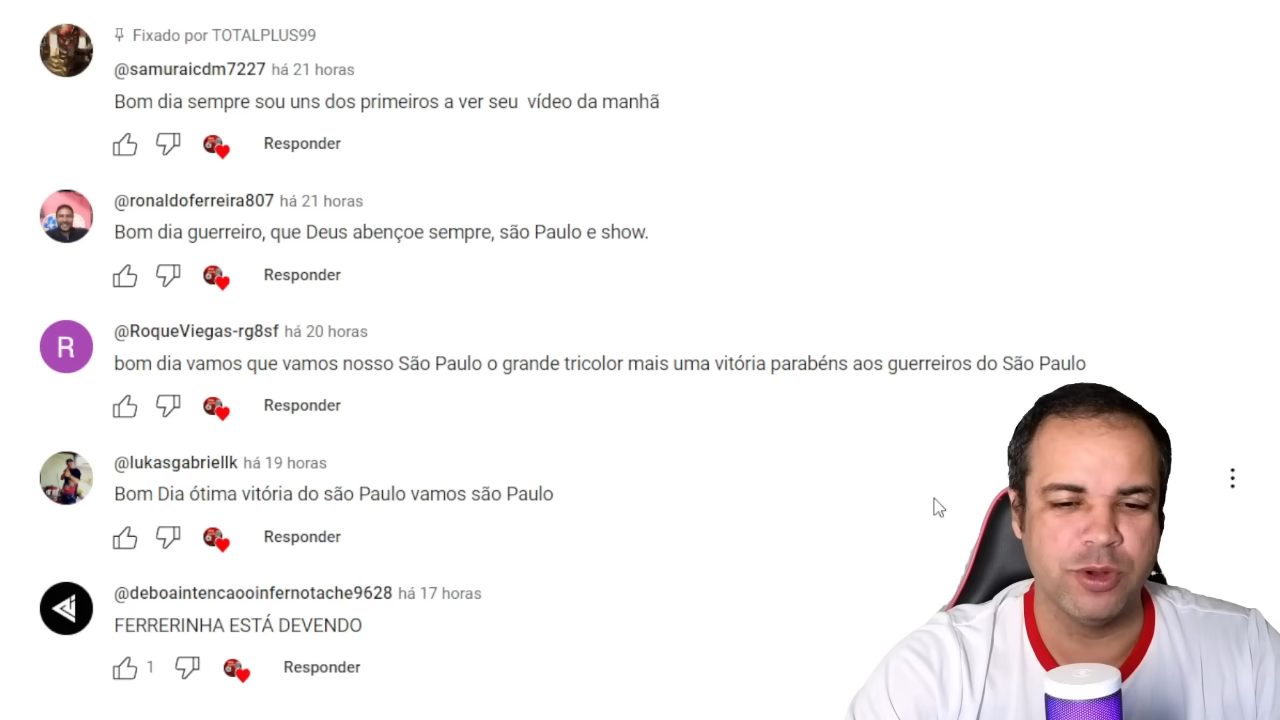 Fixado por TOTALPLUS99
@samuraicdm7227 há 21 horas
Bom dia sempre sou uns dos primeiros a ver seu vídeo da manhã
Responder
@ronaldoferreira807 há 21 horas
Bom dia guerreiro, que Deus abençoe sempre, são Paulo e show.
Responder
R
@RoqueViegas-rg8sf há 20 horas
bom dia vamos que vamos nosso São Paulo o grande tricolor mais uma vitória parabéns aos guerreiros do São Paulo
Responder
@lukasgabriellk há 19 horas
Bom Dia ótima vitória do são Paulo vamos são Paulo
Responder
@deboaintencaooinfernotache9628 há 17 horas
FERRERINHA ESTÁ DEVENDO
1 Responder